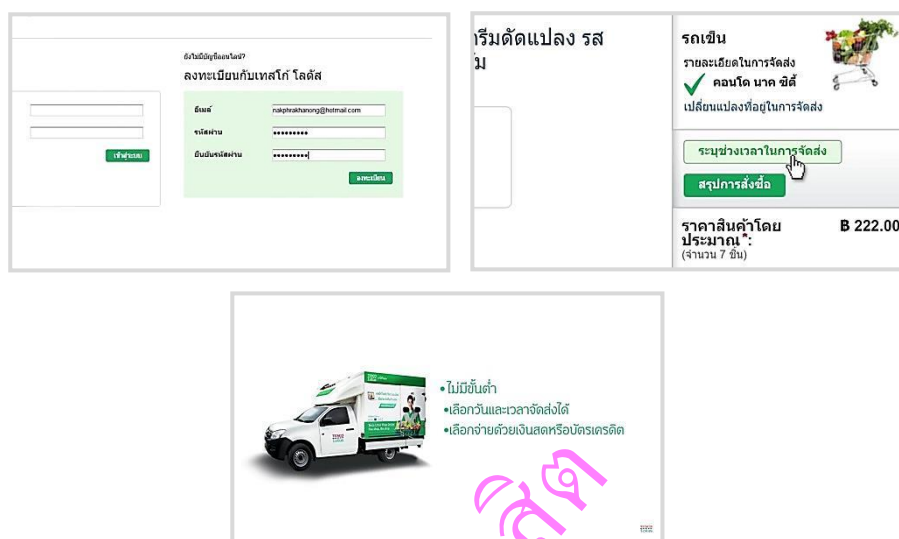 ยังไม่มีบัญชีออนไลน์?
ลงทะเบียนกับเทสโก้ โลตัส
อีเมล์
nakphrakhanong@hotmail.com
รหัสผ่าน
ยืนยันรหัสผ่าน
เข้าสู่ระบบ
ลงทะเบียน
ครีมดัดแปลง รส
รถเข็น
รายละเอียดในการจัดส่ง
คอนโด นาค ซิตี้
เปลี่ยนแปลงที่อยู่ในการจัดส่ง
ระบุช่วงเวลาในการจัดส่ง
สรุปการสั่งซื้อ
ราคาสินค้าโดย
ประมาณ*:
฿ 222.00
(จำนวน 7 ชิ้น)
•ไม่มีขั้นต่ำ
•เลือกวันและเวลาจัดส่งได้
•เลือกจ่ายด้วยเงินสดหรือบัตรเครดิต